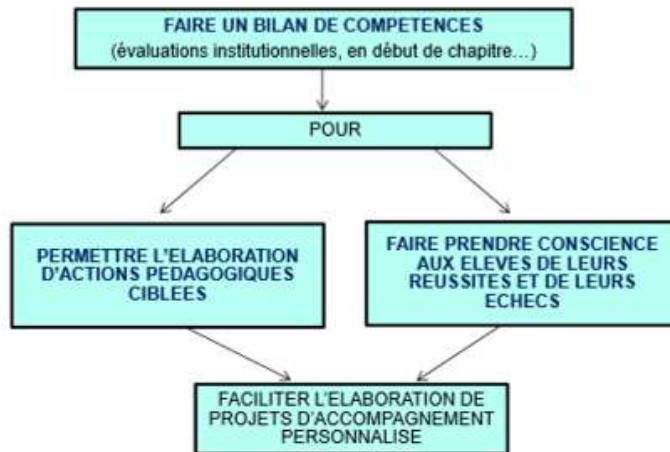 FAIRE UN BILAN DE COMPETENCES
(évaluations institutionnelles, en début de chapitre…)
POUR
PERMETTRE L'ELABORATION
D'ACTIONS PEDAGOGIQUES
CIBLEES
FAIRE PRENDRE CONSCIENCE
AUX ELEVES DE LEURS
REUSSITES ET DE LEURS
ECHECS
FACILITER L'ELABORATION DE
PROJETS D'ACCOMPAGNEMENT
PERSONNALISE